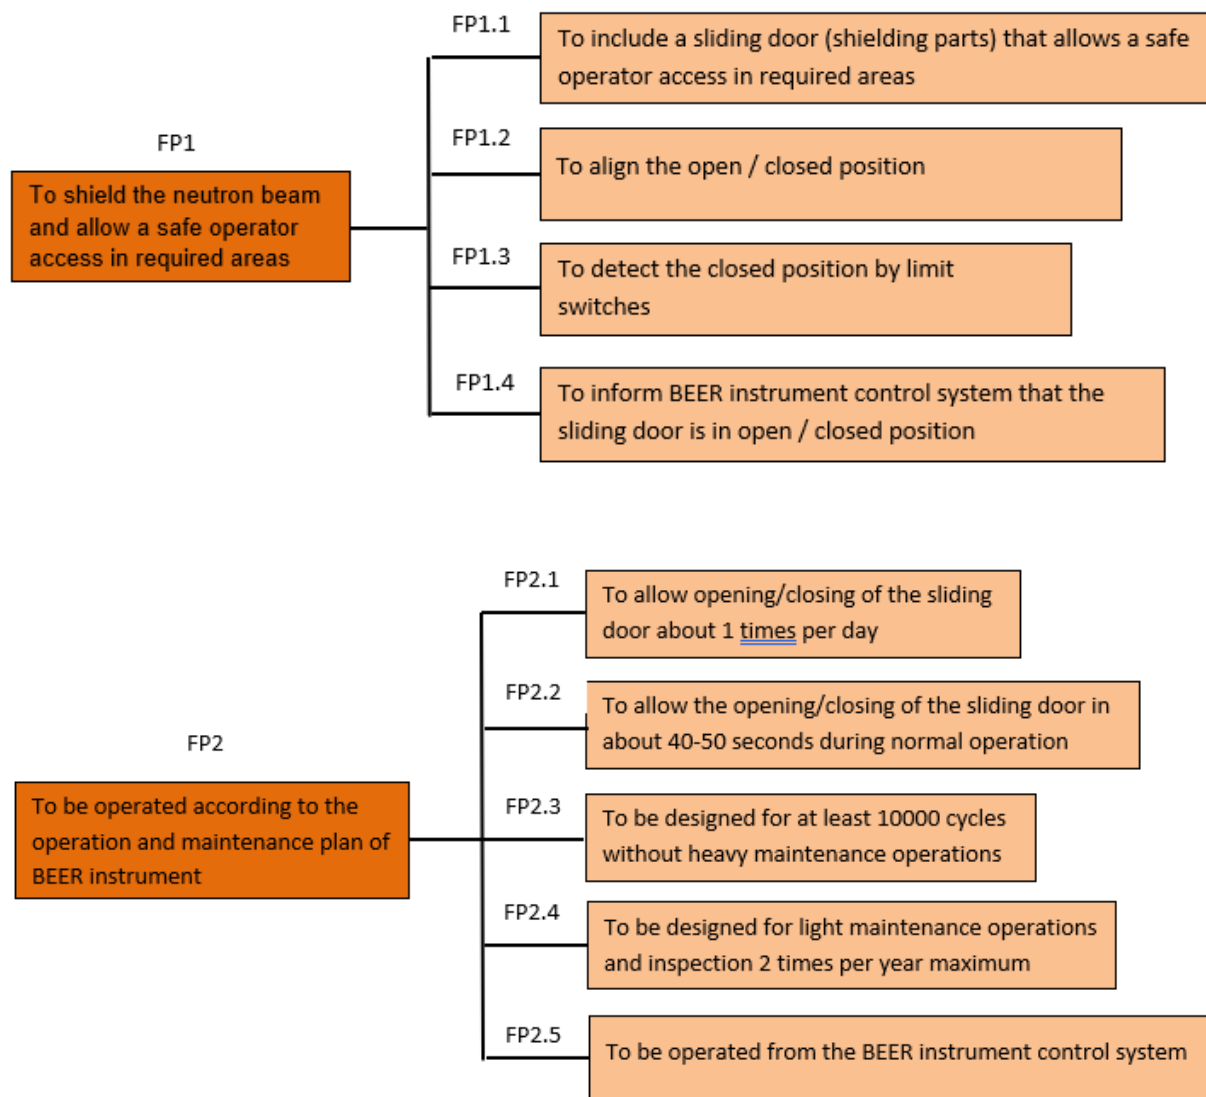 FP1.1
To include a sliding door (shielding parts) that allows a safe
operator access in required areas
FP1
To shield the neutron beam
and allow a safe operator
access in required areas
FP1.2
To align the open / closed position
FP1.3
To detect the closed position by limit
switches
FP1.4
To inform BEER instrument control system that the
sliding door is in open / closed position
FP2.1
To allow opening/closing of the sliding
door about 1 times per day
FP2.2
To allow the opening/closing of the sliding door in
about 40-50 seconds during normal operation
FP2
To be operated according to the
operation and maintenance plan of
BEER instrument
FP2.3
To be designed for at least 10000 cycles
without heavy maintenance operations
FP2.4
To be designed for light maintenance operations
and inspection 2 times per year maximum
FP2.5
To be operated from the BEER instrument control system